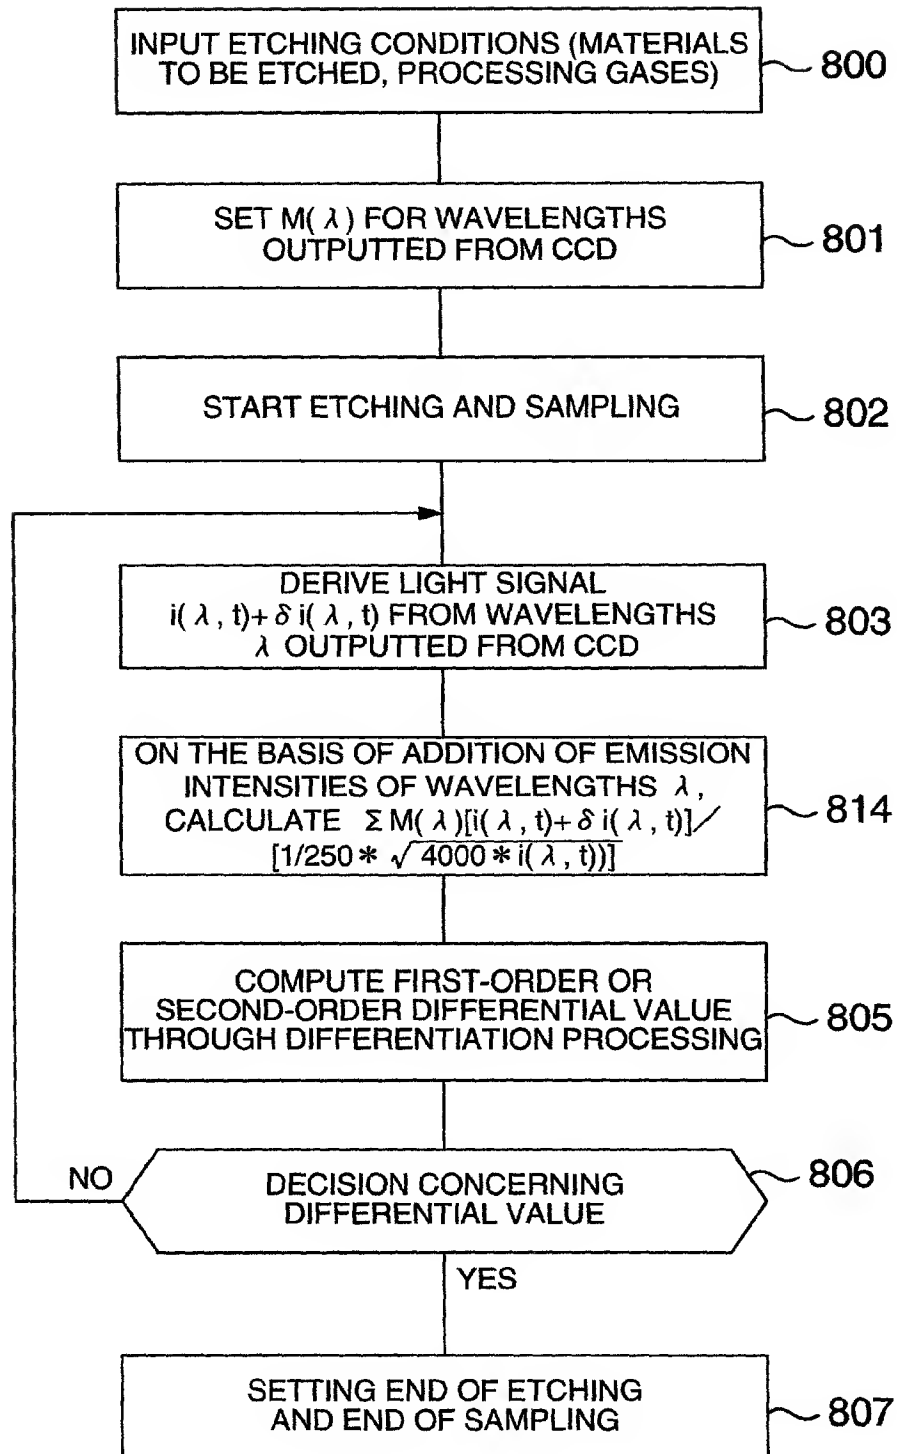 INPUT ETCHING CONDITIONS (MATERIALS
TO BE ETCHED, PROCESSING GASES)
800
SET M( λ ) FOR WAVELENGTHS
OUTPUTTED FROM CCD
801
START ETCHING AND SAMPLING
802
DERIVE LIGHT SIGNAL
i( λ , t)+ δ i( λ , t) FROM WAVELENGTHS
λ OUTPUTTED FROM CCD
803
ON THE BASIS OF ADDITION OF EMISSION
INTENSITIES OF WAVELENGTHS λ ,
CALCULATE Σ M( λ )[i( λ , t)+ δ i( λ , t)]/
[1/250 * √ 4000 * i( λ , t))]
814
COMPUTE FIRST-ORDER OR
SECOND-ORDER DIFFERENTIAL VALUE
THROUGH DIFFERENTIATION PROCESSING
805
NO
DECISION CONCERNING
DIFFERENTIAL VALUE
806
YES
SETTING END OF ETCHING
AND END OF SAMPLING
807